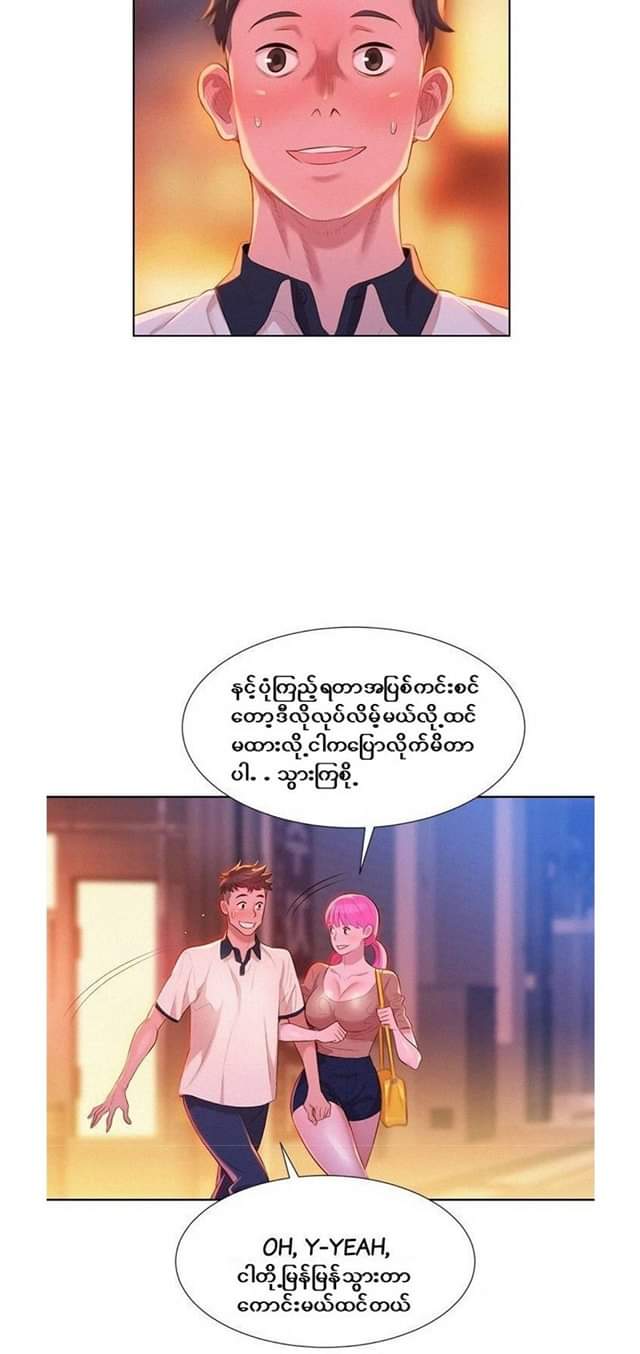 နင့်ပုံကြည့်ရတာအပြစ်ကင်းစင်
တော့ဒီလိုလုပ်လိမ့်မယ်လို့ထင်
မထားလို့ငါကပြောလိုက်မိတာ
ပါ. . သွားကြစို့
OH, Y-YEAH,
ငါတို့မြန်မြန်သွားတာ
ကောင်းမယ်ထင်တယ်